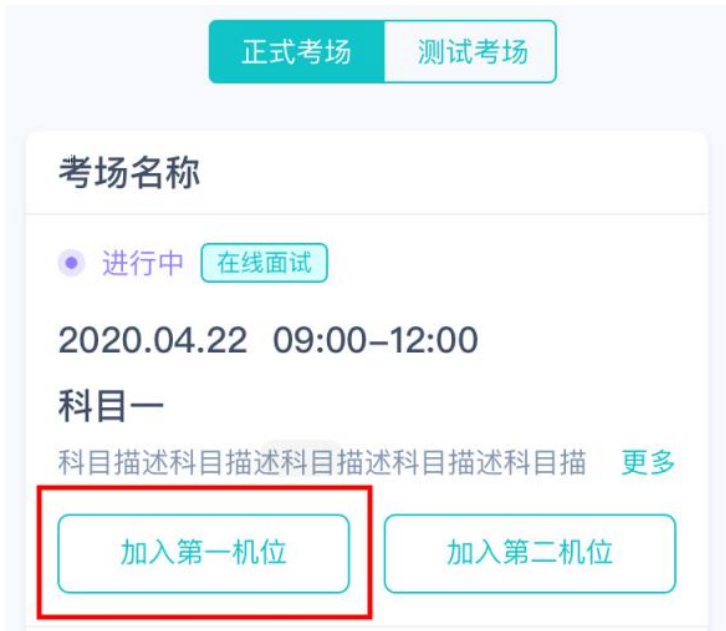 正式考场 测试考场
考场名称
进行中 在线面试
2020.04.22 09:00-12:00
科目一
科目描述科目描述科目描述科目描述科目描 更多
加入第一机位 加入第二机位